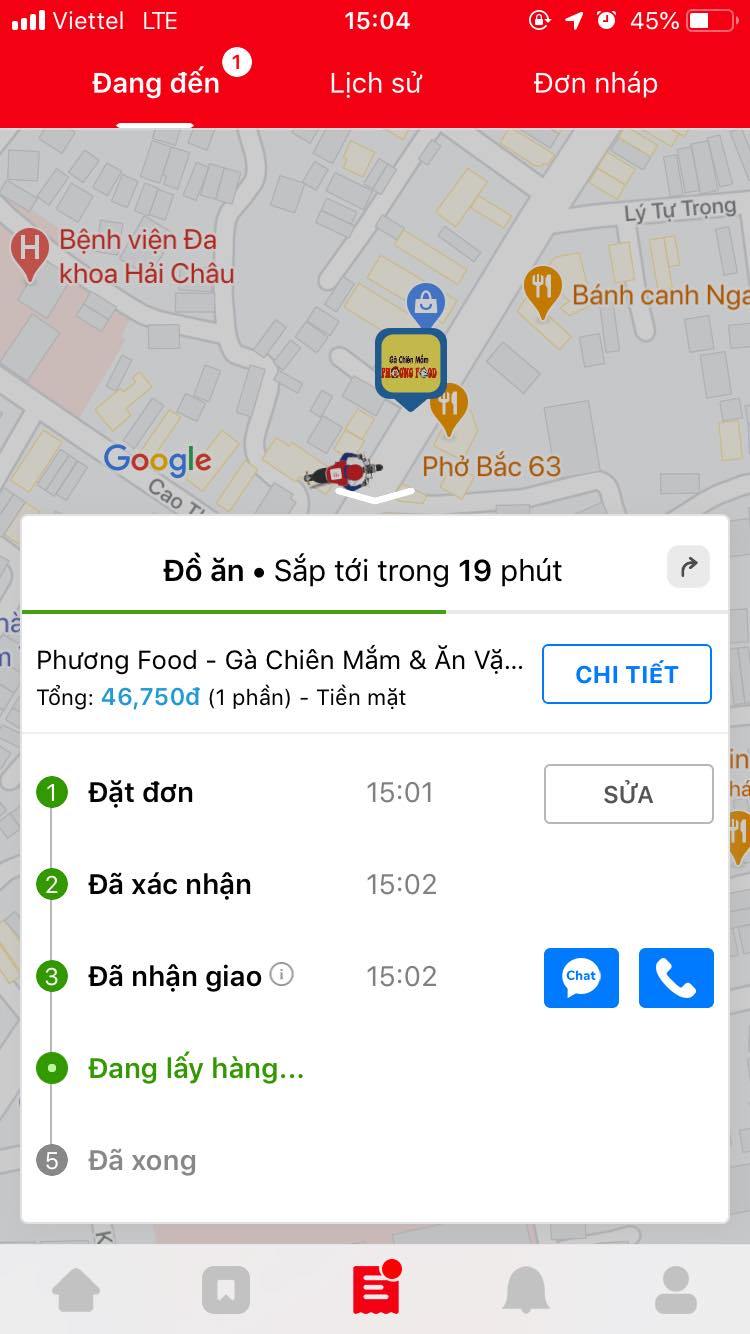 Viettel LTE 15:04 45%
Đang đến 1 Lịch sử Đơn nháp
Lý Tự Trọng
H Bệnh viện Đa
khoa Hải Châu
Bánh canh Nga
Gà Chiên Mắm
PHƯƠNG FOOD
Phở Bắc 63
Google
Cao Th
Đồ ăn • Sắp tới trong 19 phút
Phương Food - Gà Chiên Mắm & Ăn Vặ...
CHI TIẾT
Tổng: 46,750đ (1 phần) - Tiền mặt
1 Đặt đơn 15:01 SỬA
2 Đã xác nhận 15:02
3 Đã nhận giao i 15:02 Chat
Đang lấy hàng...
5 Đã xong
K